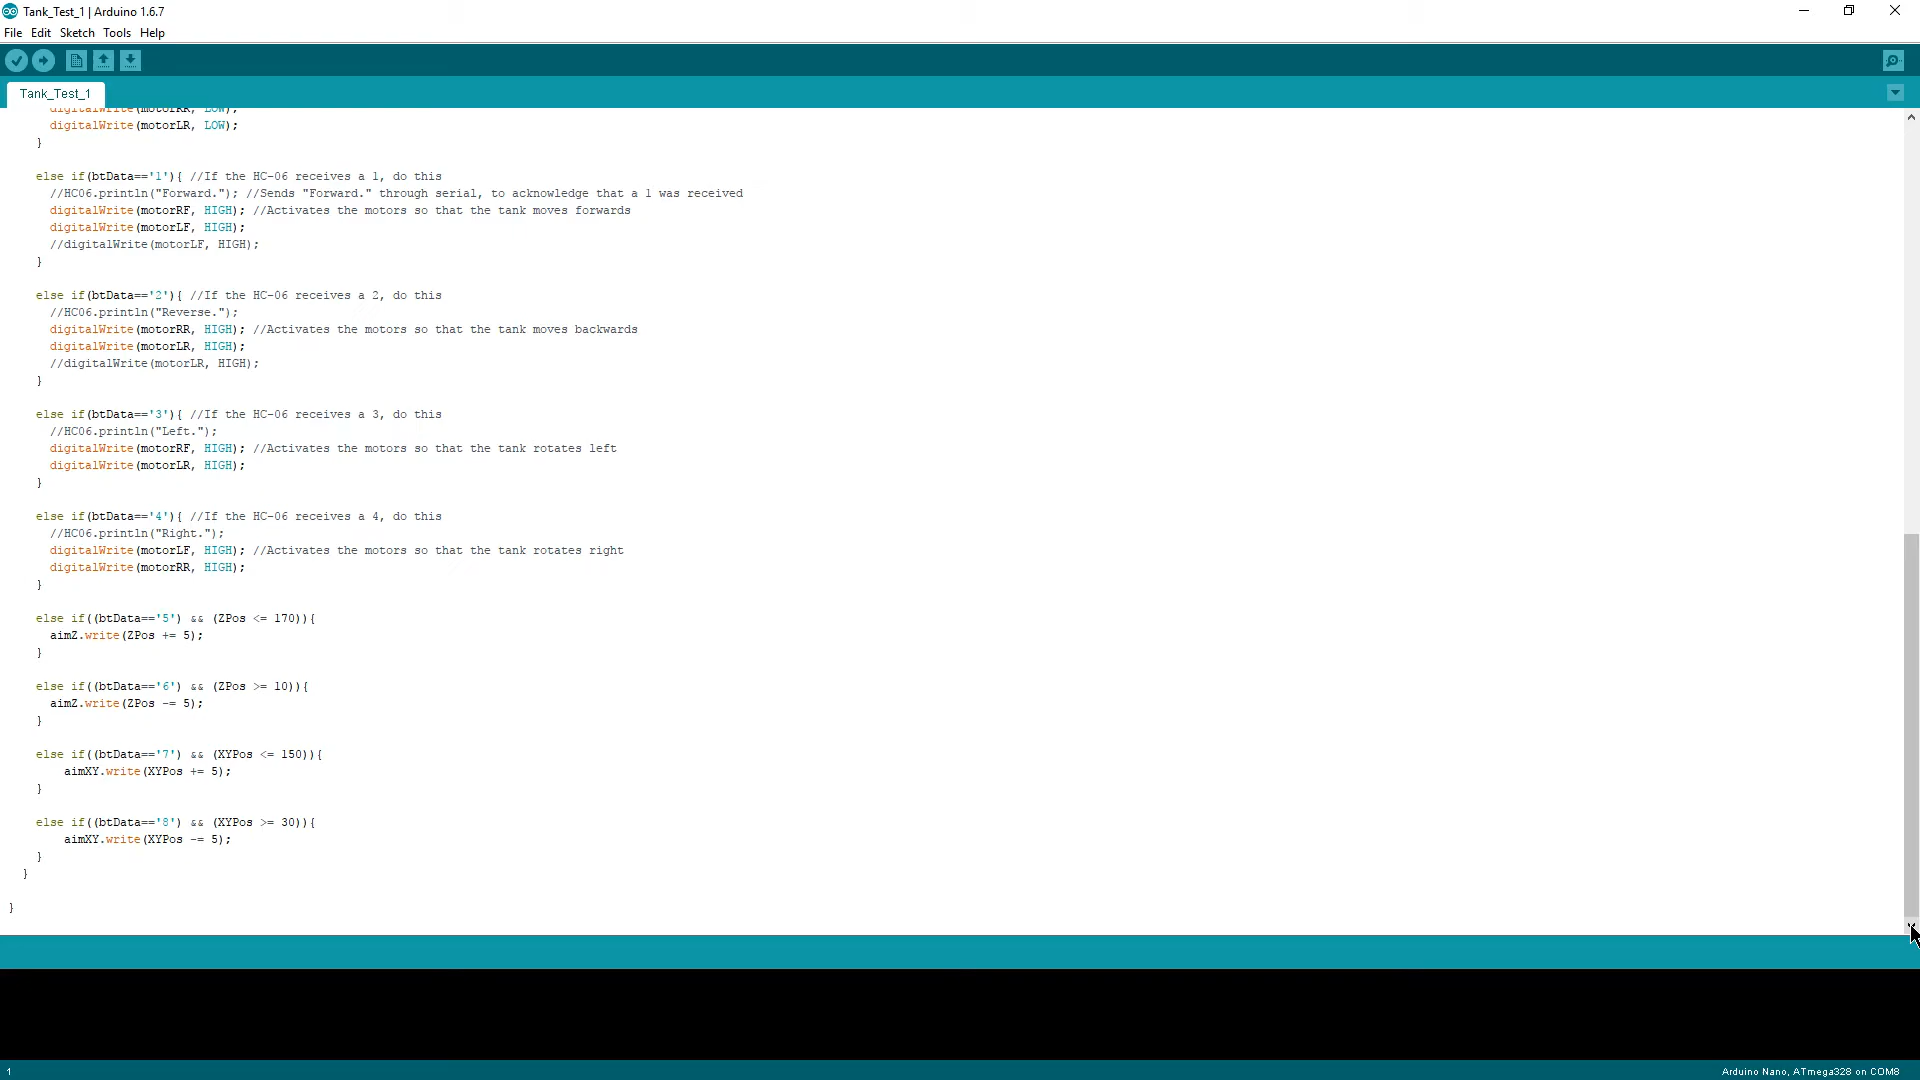 Tank_Test_1 | Arduino 1.6.7
File Edit Sketch Tools Help
Tank_Test_1
digitalWrite(motorRR, LOW);
digitalWrite(motorLR, LOW);
}
else if(btData=='1'){ //If the HC-06 receives a 1, do this
//HC06.println("Forward."); //Sends "Forward." through serial, to acknowledge that a 1 was received
digitalWrite(motorRF, HIGH); //Activates the motors so that the tank moves forwards
digitalWrite(motorLF, HIGH);
//digitalWrite(motorLF, HIGH);
}
else if(btData=='2'){ //If the HC-06 receives a 2, do this
//HC06.println("Reverse.");
digitalWrite(motorRR, HIGH); //Activates the motors so that the tank moves backwards
digitalWrite(motorLR, HIGH);
//digitalWrite(motorLR, HIGH);
}
else if(btData=='3'){ //If the HC-06 receives a 3, do this
//HC06.println("Left.");
digitalWrite(motorRF, HIGH); //Activates the motors so that the tank rotates left
digitalWrite(motorLR, HIGH);
}
else if(btData=='4'){ //If the HC-06 receives a 4, do this
//HC06.println("Right.");
digitalWrite(motorLF, HIGH); //Activates the motors so that the tank rotates right
digitalWrite(motorRR, HIGH);
}
else if((btData=='5') && (ZPos <= 170)){
aimZ.write(ZPos += 5);
}
else if((btData=='6') && (ZPos >= 10)){
aimZ.write(ZPos -= 5);
}
else if((btData=='7') && (XYPos <= 150)){
aimXY.write(XYPos += 5);
}
else if((btData=='8') && (XYPos >= 30)){
aimXY.write(XYPos -= 5);
}
}
}
1 Arduino Nano, ATmega328 on COM8